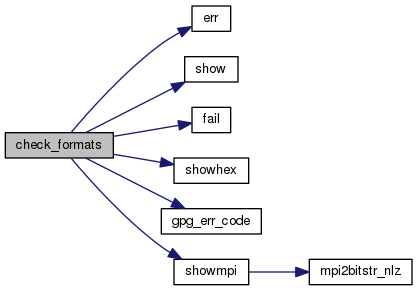 err
show
fail
check_formats
showhex
gpg_err_code
showmpi
mpi2bitstr_nlz